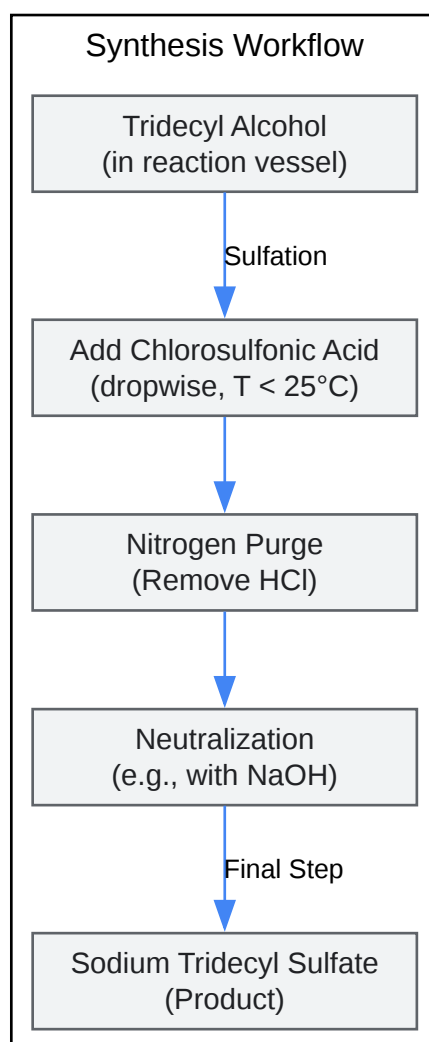 Synthesis Workflow
Tridecyl Alcohol
(in reaction vessel)
Sulfation
Add Chlorosulfonic Acid
(dropwise, T < 25°C)
Nitrogen Purge
(Remove HCl)
Neutralization
(e.g., with NaOH)
Final Step
Sodium Tridecyl Sulfate
(Product)